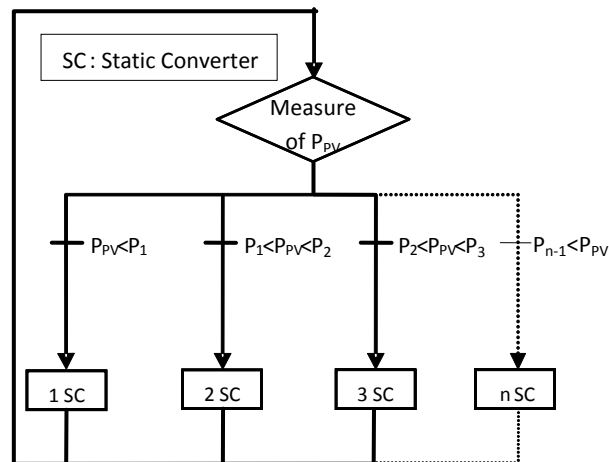 SC : Static Converter
Measure
of P_PV
P_PV<P_1
P_1<P_PV<P_2
P_2<P_PV<P_3
P_n-1<P_PV
1 SC
2 SC
3 SC
n SC